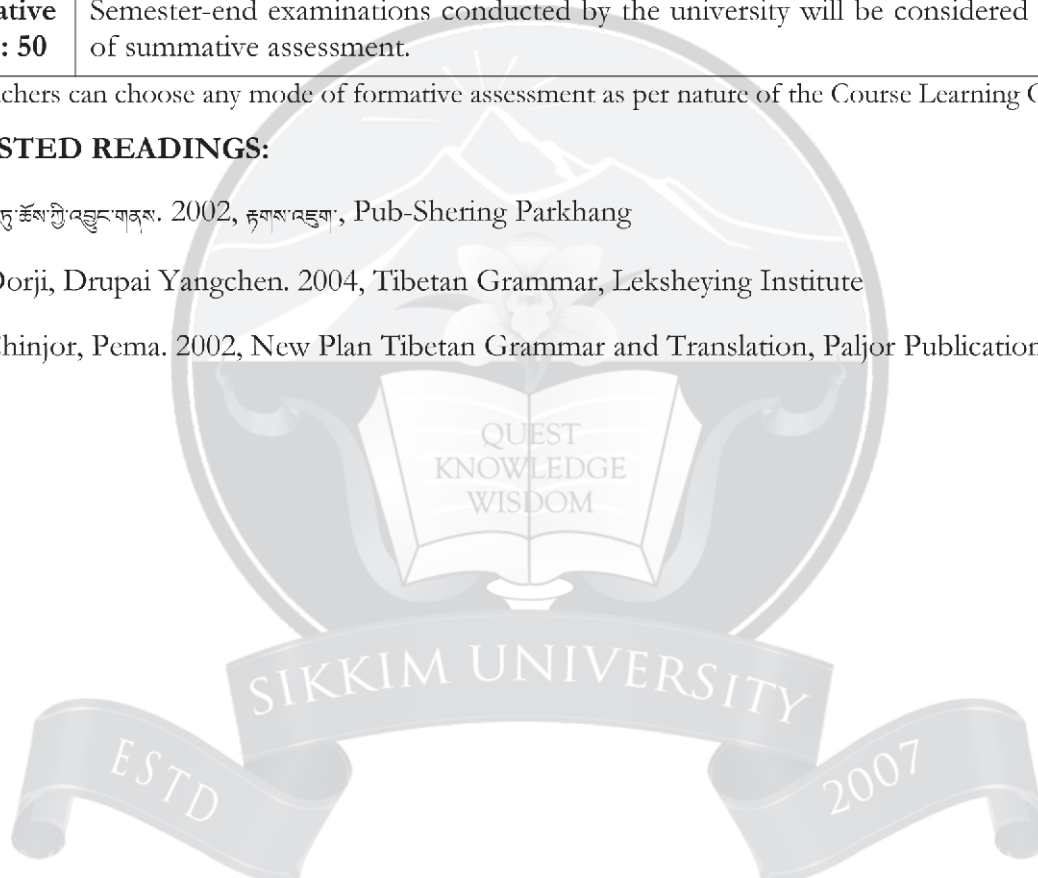 ative Semester-end examinations conducted by the university will be considered
: 50 of summative assessment.
chers can choose any mode of formative assessment as per nature of the Course Learning
STED READINGS:
ཏུ་ཆོས་ཀྱི་འབྱུང་གནས. 2002, རྟགས་འཇུག་, Pub-Shering Parkhang
Dorji, Drupai Yangchen. 2004, Tibetan Grammar, Leksheying Institute
hinjor, Pema. 2002, New Plan Tibetan Grammar and Translation, Paljor Publication
QUEST
KNOWLEDGE
WISDOM
SIKKIM UNIVERSITY
ESTD 2007